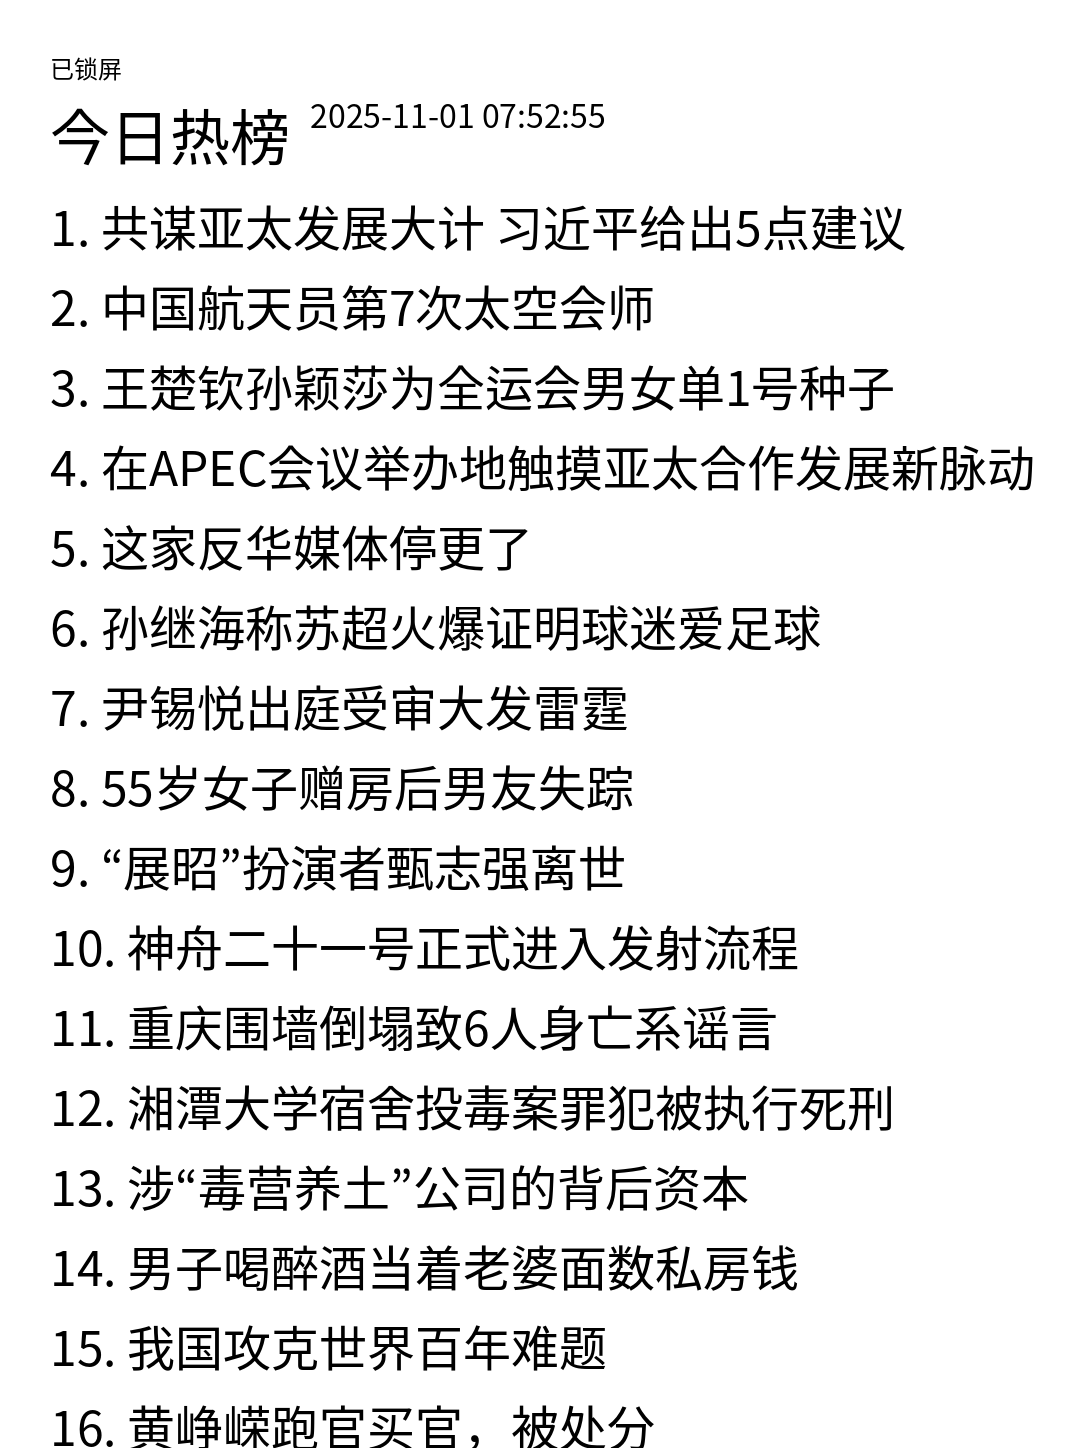 已锁屏
今日热榜 2025-11-01 07:52:55
1. 共谋亚太发展大计 习近平给出5点建议
2. 中国航天员第7次太空会师
3. 王楚钦孙颖莎为全运会男女单1号种子
4. 在APEC会议举办地触摸亚太合作发展新脉动
5. 这家反华媒体停更了
6. 孙继海称苏超火爆证明球迷爱足球
7. 尹锡悦出庭受审大发雷霆
8. 55岁女子赠房后男友失踪
9. “展昭”扮演者甄志强离世
10. 神舟二十一号正式进入发射流程
11. 重庆围墙倒塌致6人身亡系谣言
12. 湘潭大学宿舍投毒案罪犯被执行死刑
13. 涉“毒营养土”公司的背后资本
14. 男子喝醉酒当着老婆面数私房钱
15. 我国攻克世界百年难题
16. 黄峥嵘跑官买官，被处分